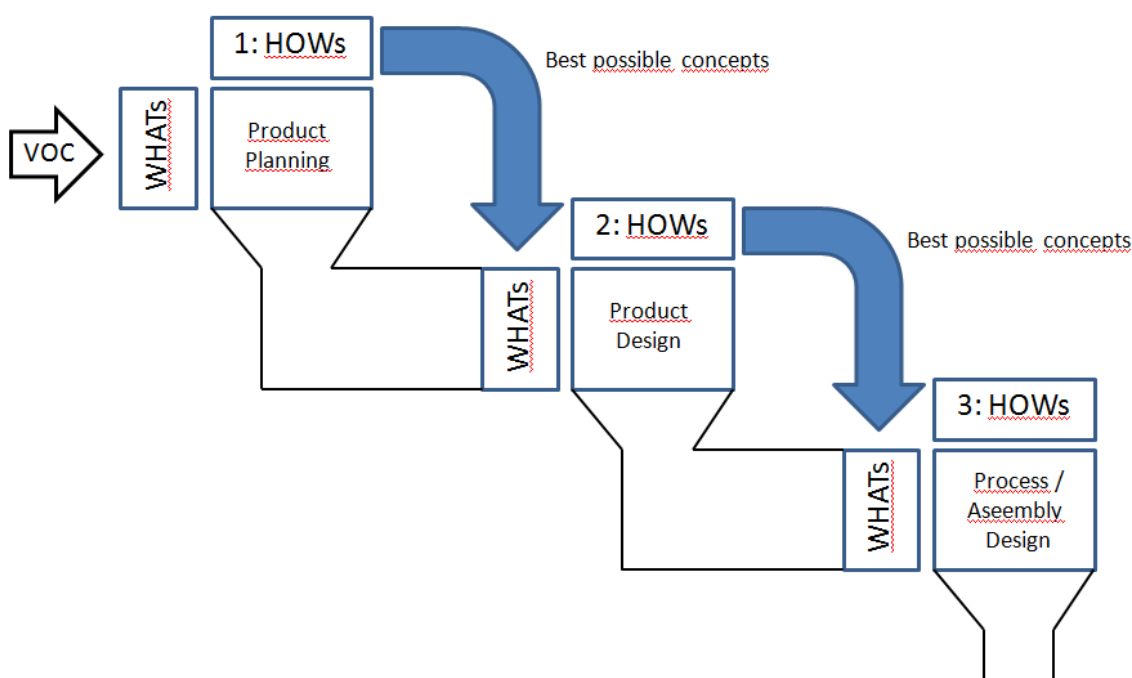 1: HOWs
Best possible concepts
VOC
WHATs
Product
Planning
2: HOWs
Best possible concepts
WHATs
Product
Design
3: HOWs
WHATs
Process /
Aseembly
Design